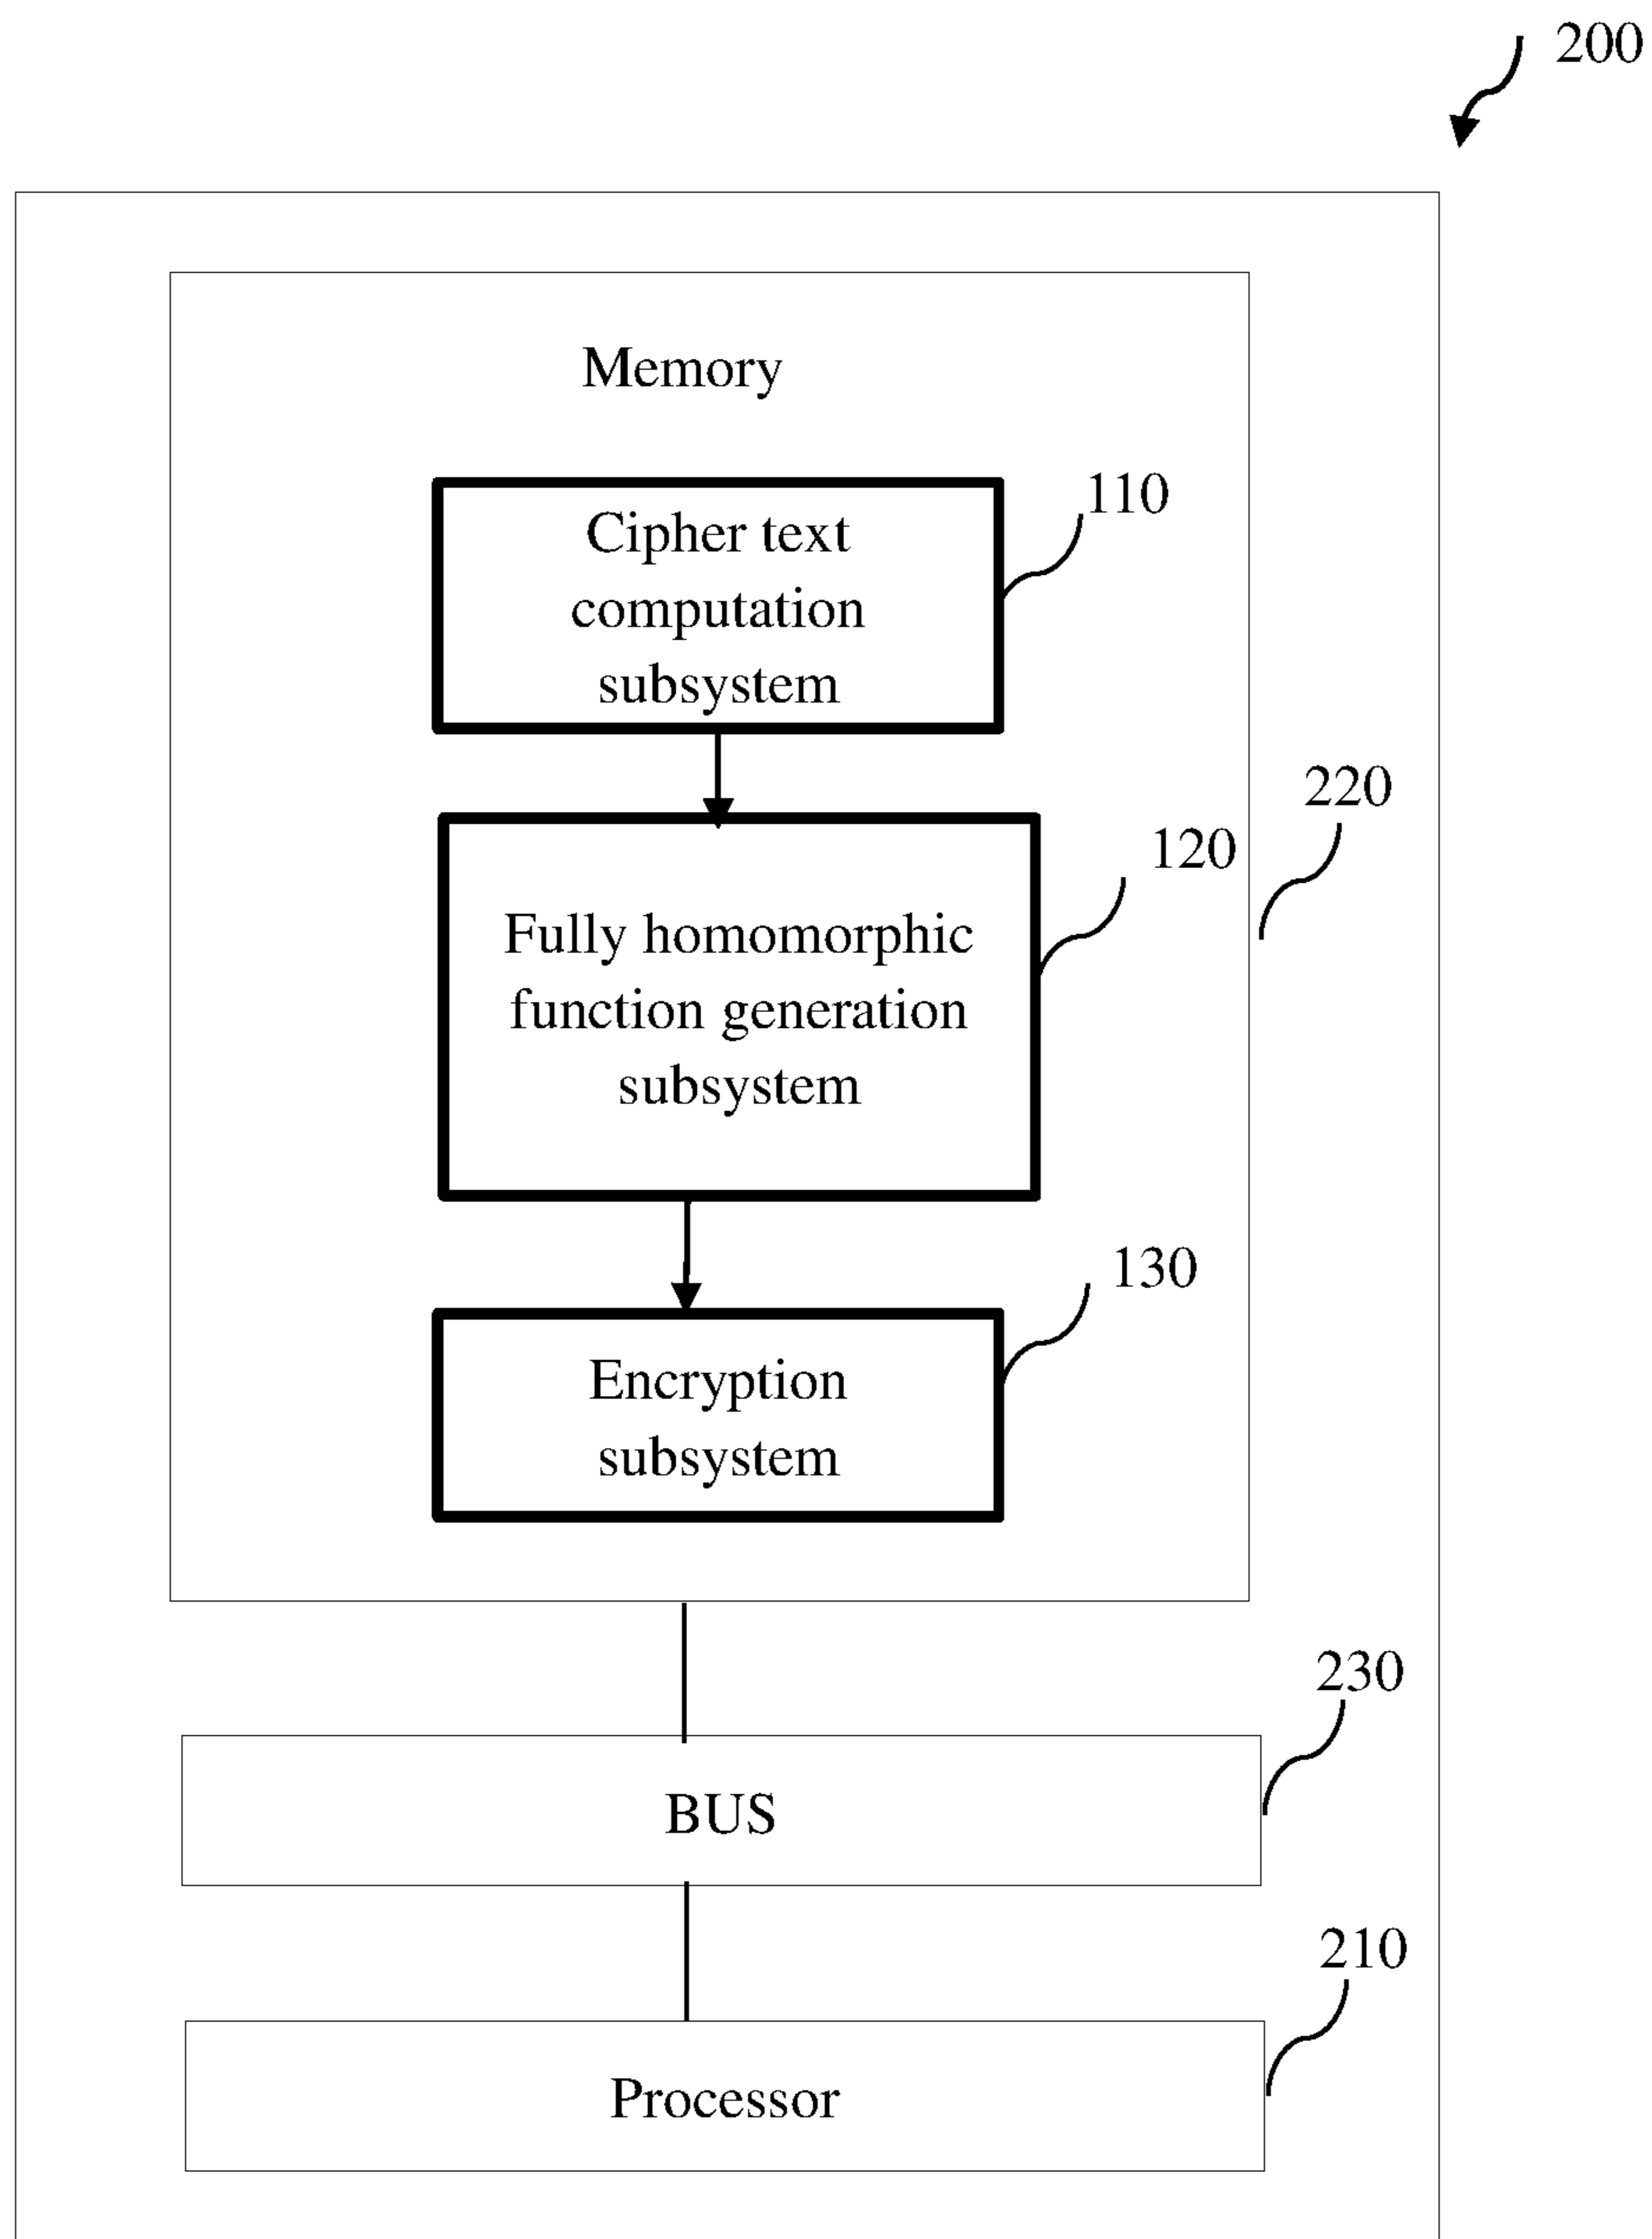 200
Memory
110
Cipher text
computation
subsystem
220
120
Fully homomorphic
function generation
subsystem
130
Encryption
subsystem
230
BUS
210
Processor